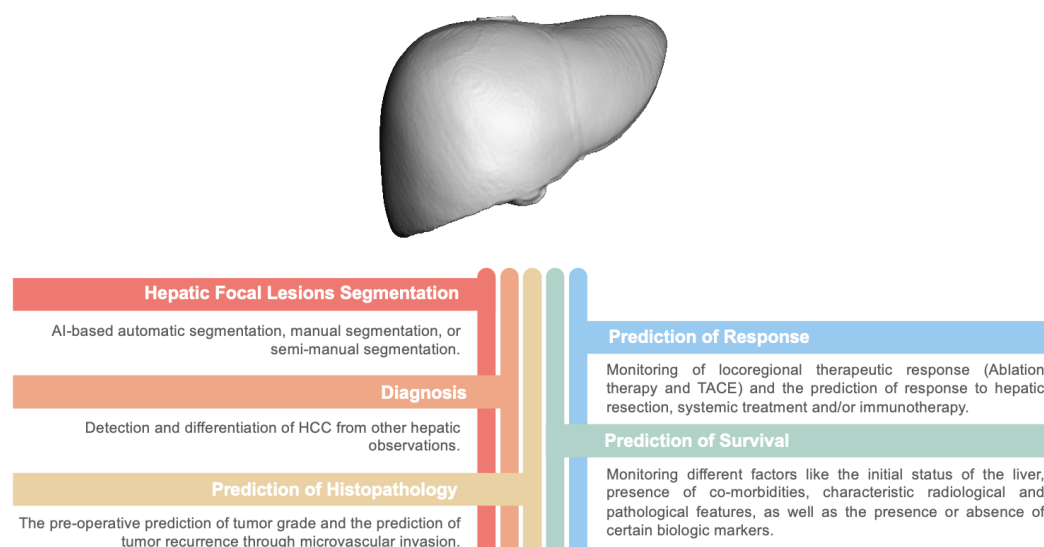 Hepatic Focal Lesions Segmentation
AI-based automatic segmentation, manual segmentation, or
semi-manual segmentation.
Diagnosis
Detection and differentiation of HCC from other hepatic
observations.
Prediction of Histopathology
The pre-operative prediction of tumor grade and the prediction of
tumor recurrence through microvascular invasion.
Prediction of Response
Monitoring of locoregional therapeutic response (Ablation
therapy and TACE) and the prediction of response to hepatic
resection, systemic treatment and/or immunotherapy.
Prediction of Survival
Monitoring different factors like the initial status of the liver,
presence of co-morbidities, characteristic radiological and
pathological features, as well as the presence or absence of
certain biologic markers.